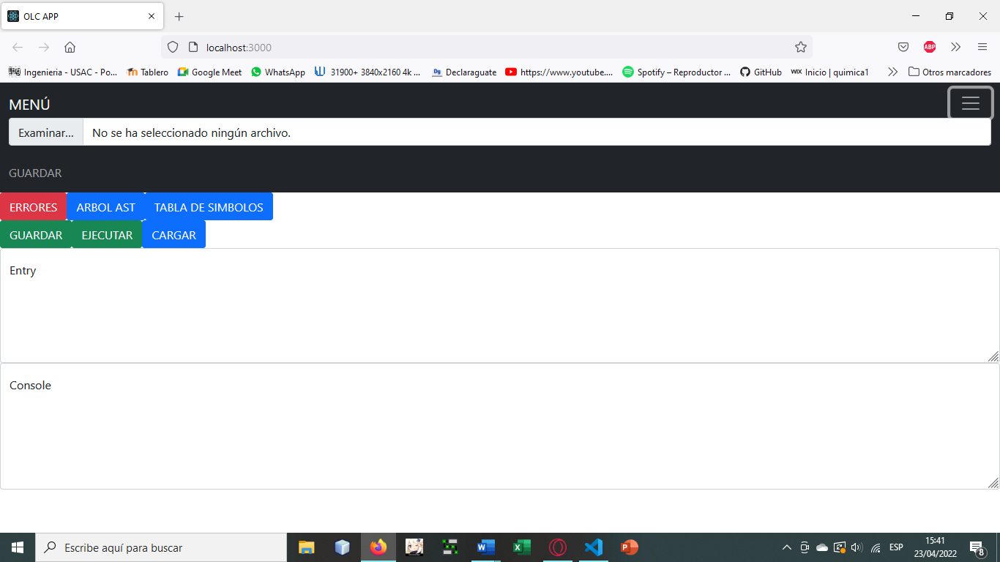 OLC APP
localhost:3000
Ingenieria - USAC - Po... Tablero Google Meet WhatsApp 31900+ 3840x2160 4k ... Declaraguate https://www.youtube.... Spotify – Reproductor ... GitHub WIX Inicio | quimica1 Otros marcadores
MENÚ
Examinar... No se ha seleccionado ningún archivo.
GUARDAR
ERRORES ARBOL AST TABLA DE SIMBOLOS
GUARDAR EJECUTAR CARGAR
Entry
Console
Escribe aquí para buscar
ESP
15:41
23/04/2022
8